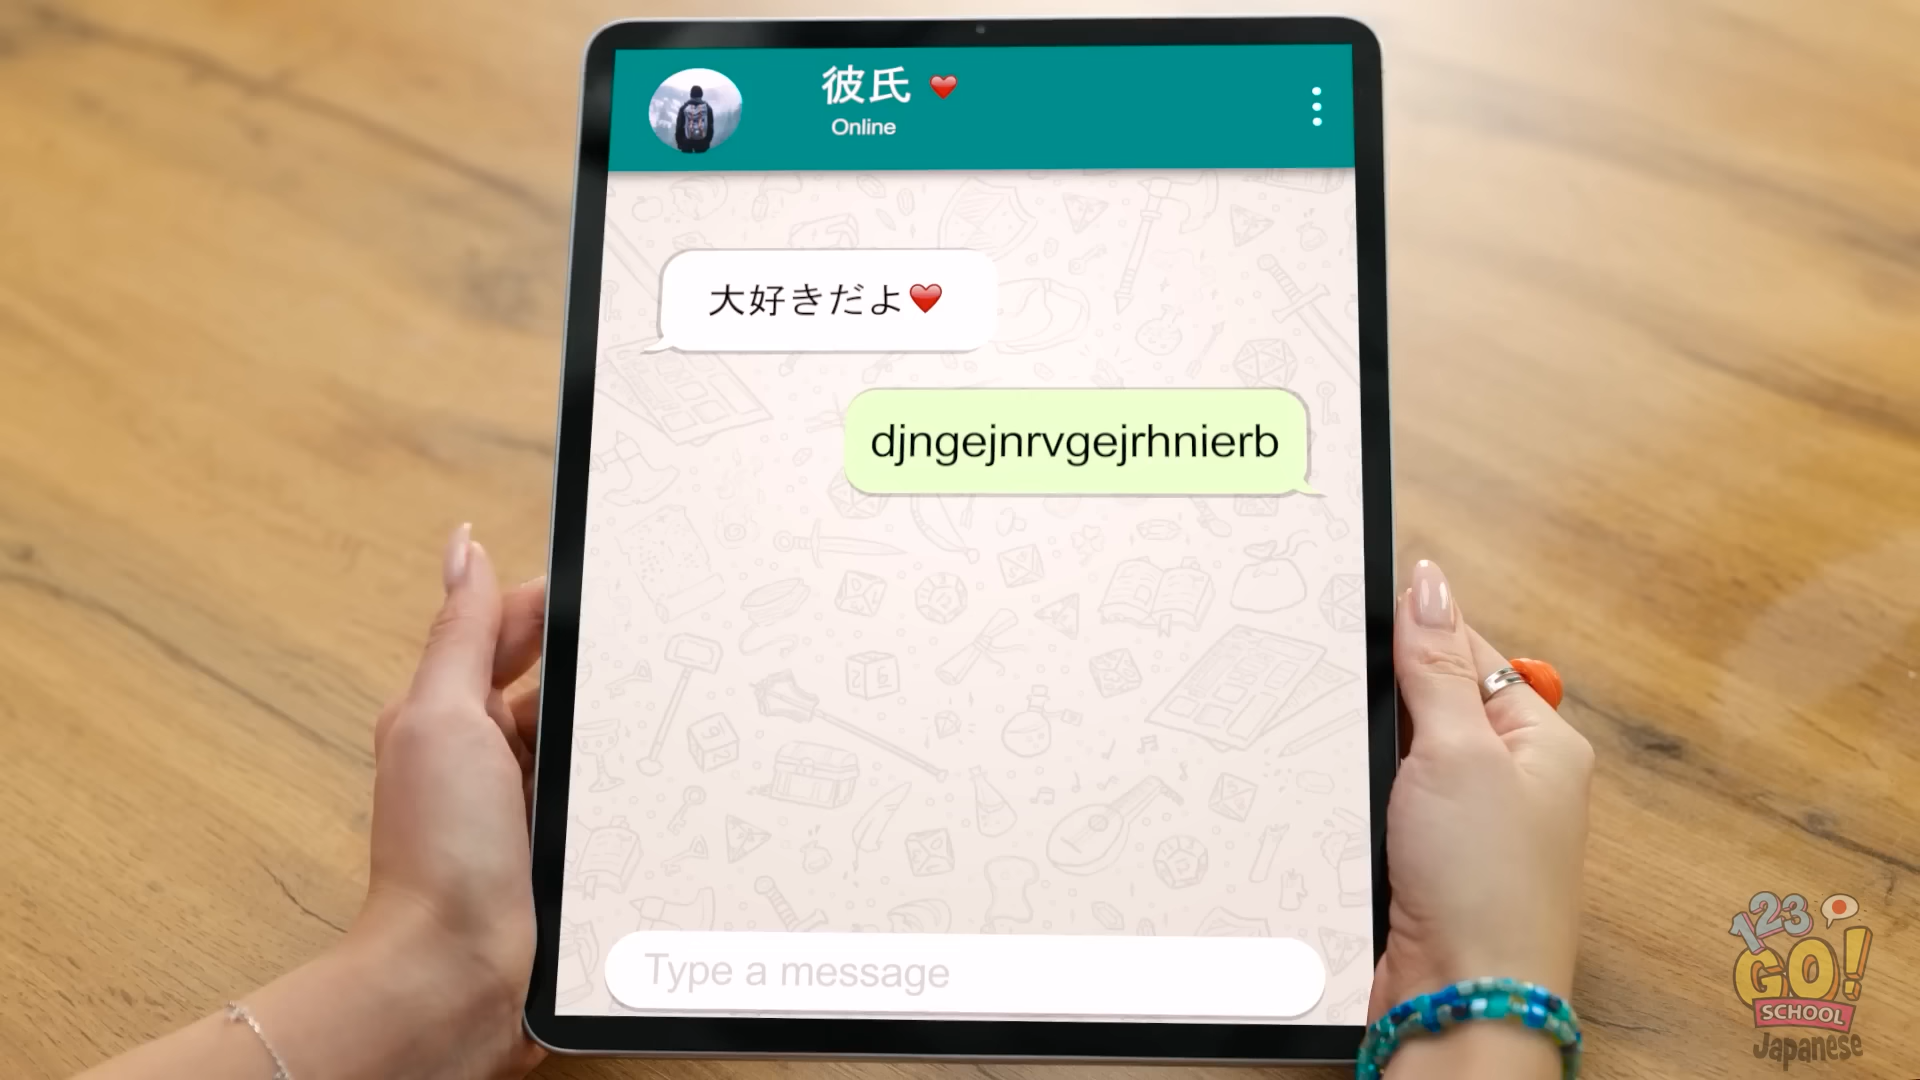 彼氏 ❤️
Online
大好きだよ❤️
djngejnrvgejrhnierb
Type a message
123
GO!
SCHOOL
Japanese